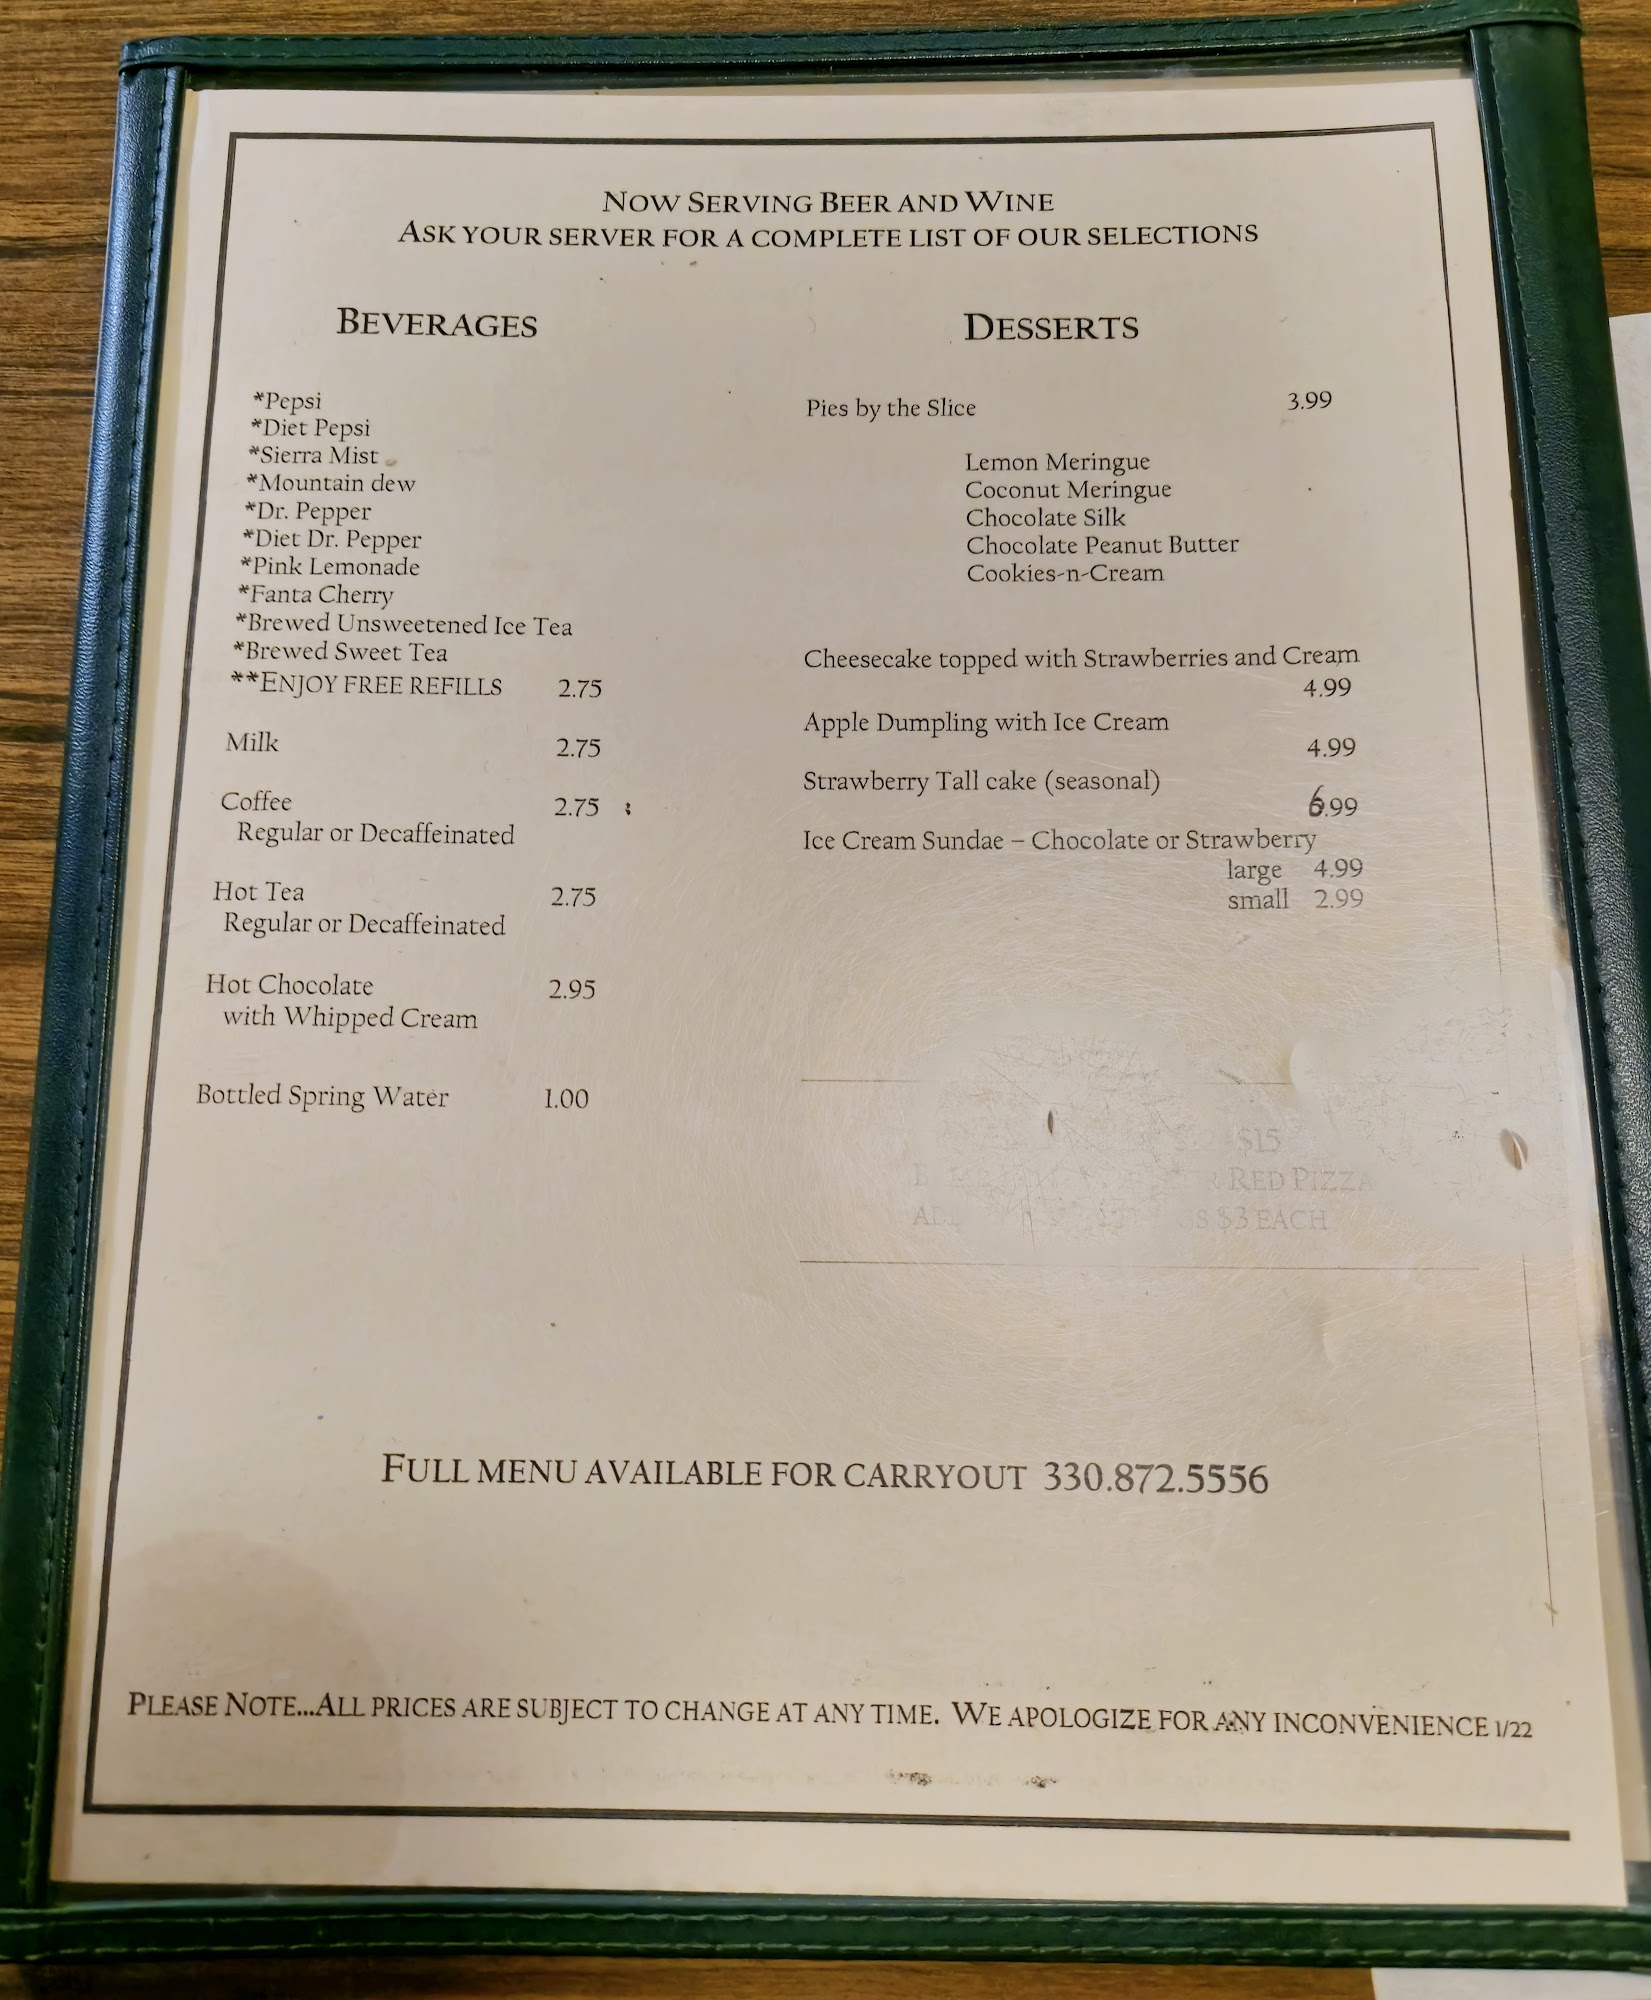 NOW SERVING BEER AND WINE
ASK YOUR SERVER FOR A COMPLETE LIST OF OUR SELECTIONS
BEVERAGES
*Pepsi
*Diet Pepsi
*Sierra Mist
*Mountain dew
*Dr. Pepper
*Diet Dr. Pepper
*Pink Lemonade
*Fanta Cherry
*Brewed Unsweetened Ice Tea
*Brewed Sweet Tea
**ENJOY FREE REFILLS 2.75
Milk 2.75
Coffee 2.75
Regular or Decaffeinated
Hot Tea 2.75
Regular or Decaffeinated
Hot Chocolate 2.95
with Whipped Cream
Bottled Spring Water 1.00
DESSERTS
Pies by the Slice 3.99
Lemon Meringue
Coconut Meringue
Chocolate Silk
Chocolate Peanut Butter
Cookies-n-Cream
Cheesecake topped with Strawberries and Cream
4.99
Apple Dumpling with Ice Cream
4.99
Strawberry Tall cake (seasonal)
6.99
Ice Cream Sundae – Chocolate or Strawberry
large 4.99
small 2.99
$15
RED PIZZA
$3 EACH
FULL MENU AVAILABLE FOR CARRYOUT 330.872.5556
PLEASE NOTE...ALL PRICES ARE SUBJECT TO CHANGE AT ANY TIME. WE APOLOGIZE FOR ANY INCONVENIENCE 1/22